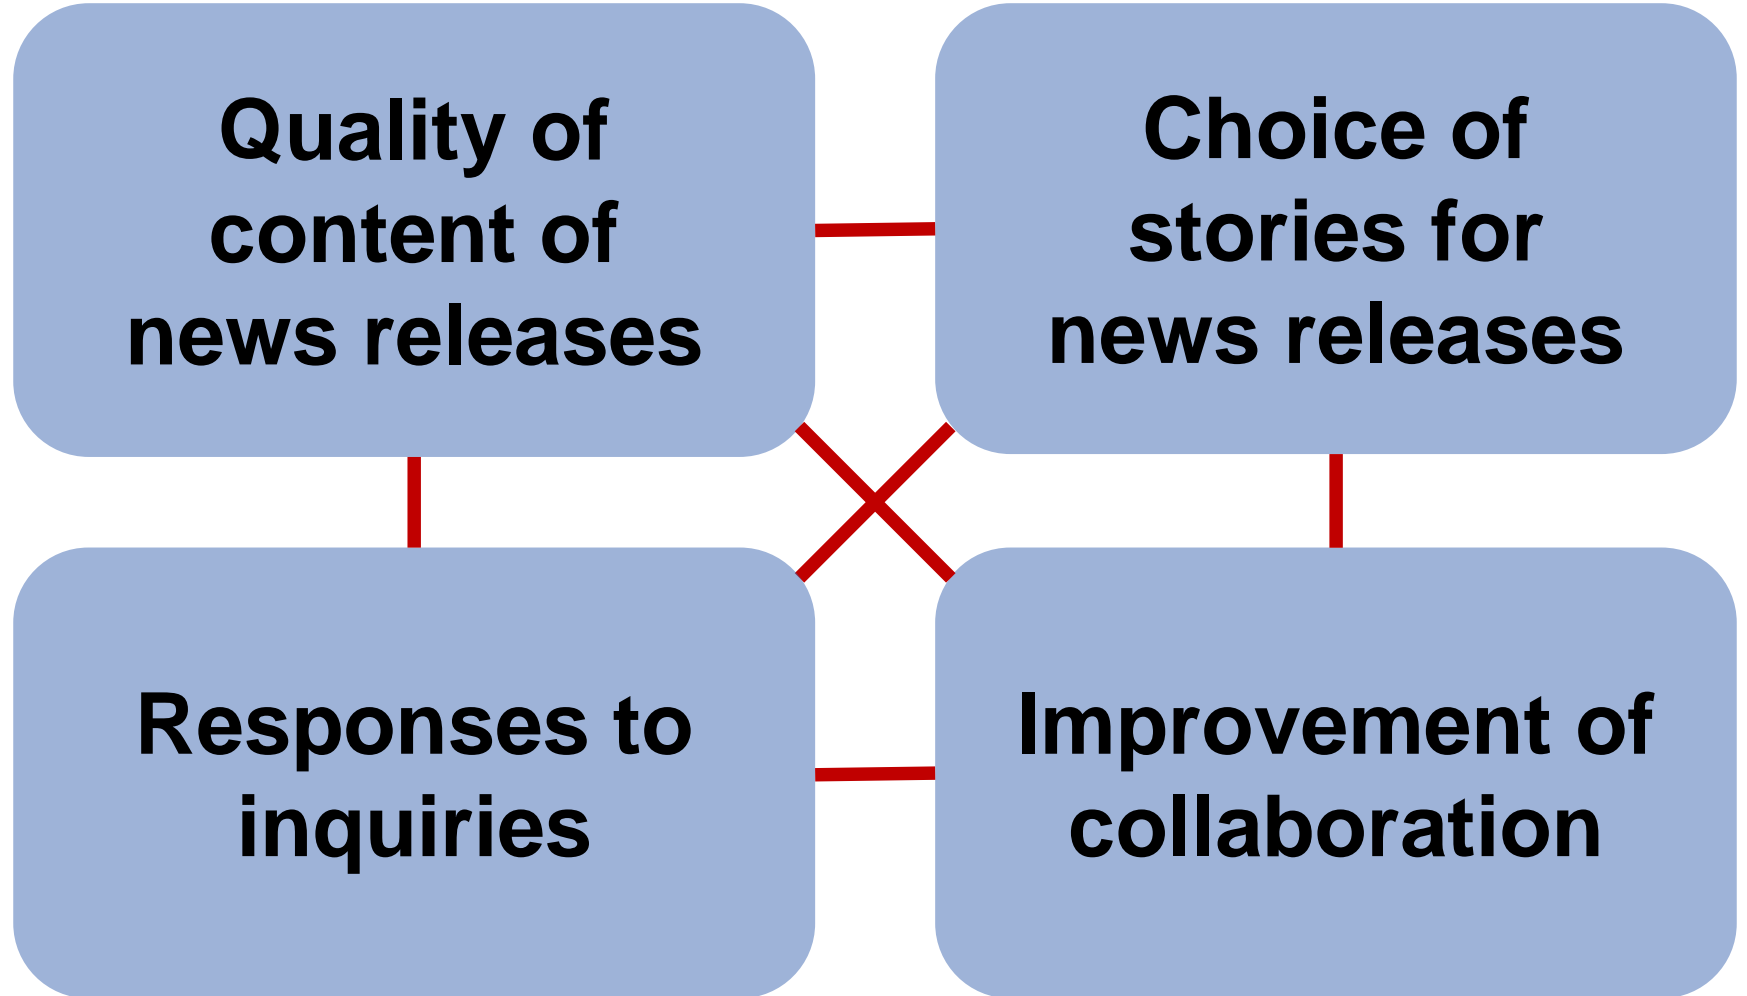 Quality of
content of
news releases
Choice of
stories for
news releases
Responses to
inquiries
Improvement of
collaboration